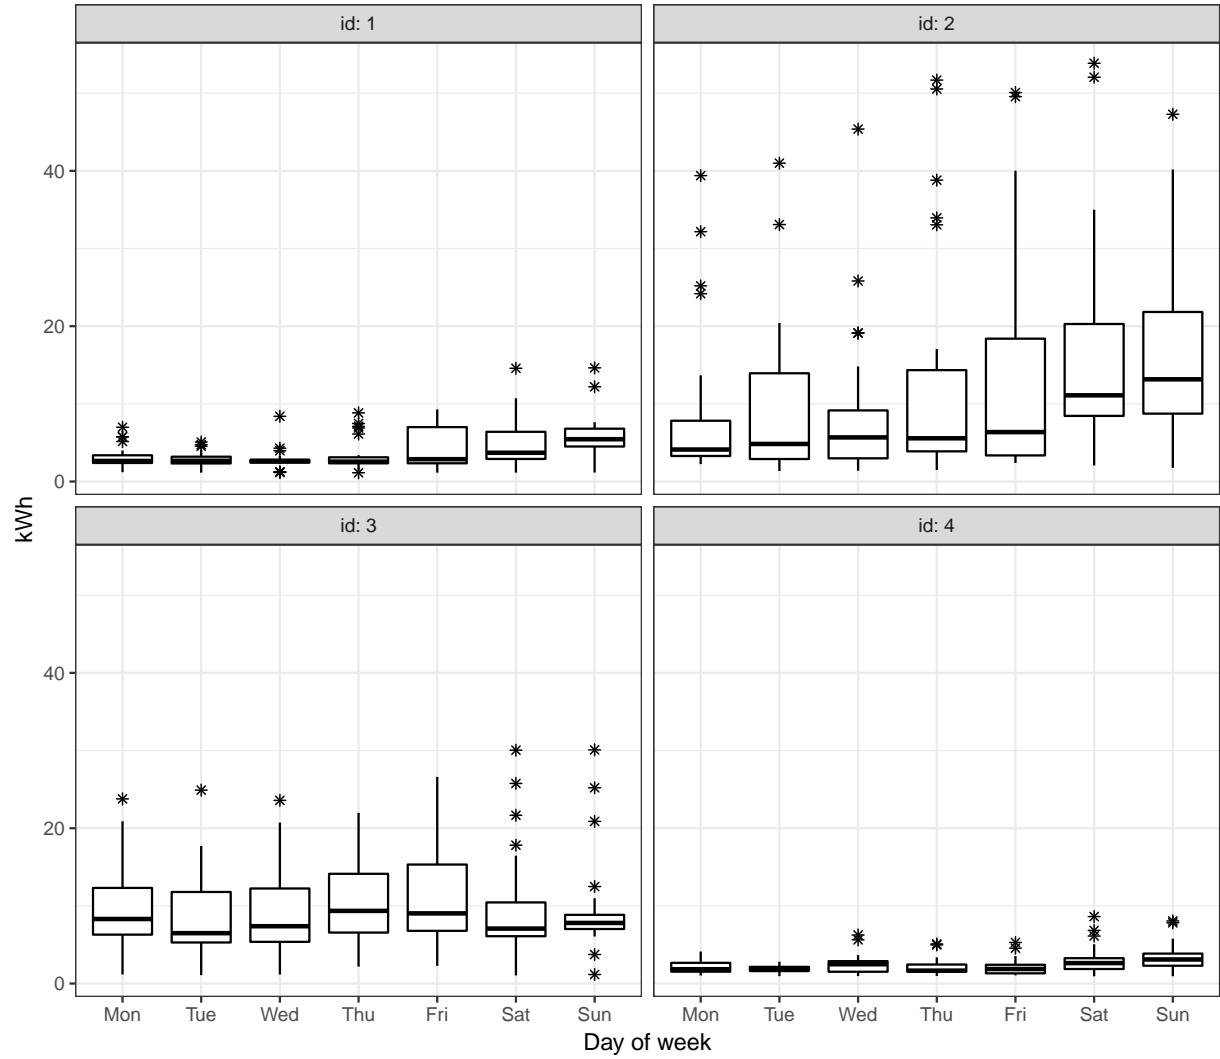 id: 1
id: 2
40
20
0
kWh
id: 3
id: 4
40
20
0
Mon Tue Wed Thu Fri Sat Sun
Mon Tue Wed Thu Fri Sat Sun
Day of week